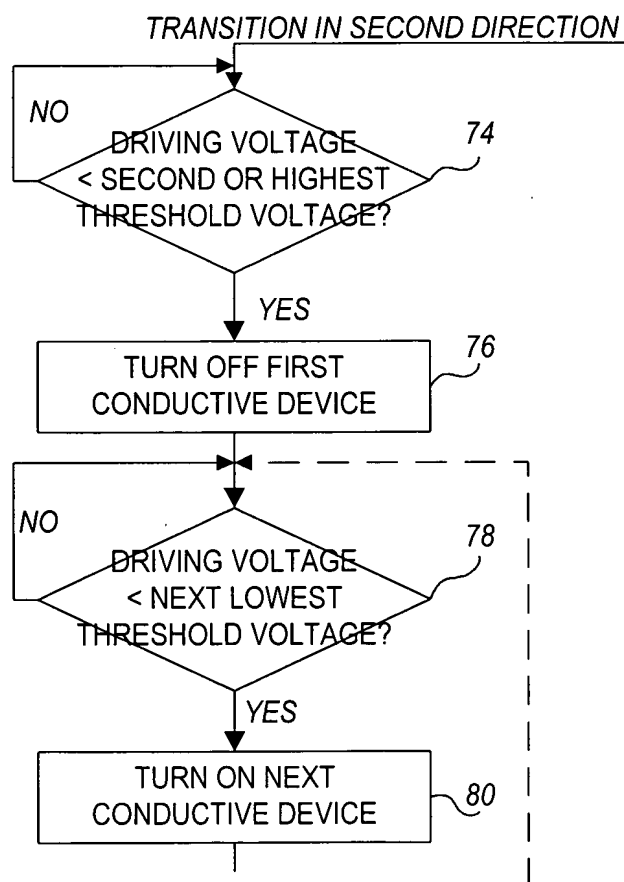 TRANSITION IN SECOND DIRECTION
NO
DRIVING VOLTAGE
< SECOND OR HIGHEST
THRESHOLD VOLTAGE?
74
YES
TURN OFF FIRST
CONDUCTIVE DEVICE
76
NO
DRIVING VOLTAGE
< NEXT LOWEST
THRESHOLD VOLTAGE?
78
YES
TURN ON NEXT
CONDUCTIVE DEVICE
80